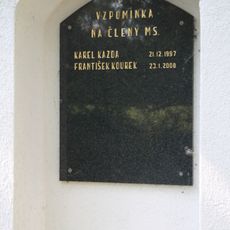 VZPOMÍNKA
NA ČLENY MS.
KAREL KAZDA 21.12.1997
FRANTIŠEK KOUREK 23.1.2008